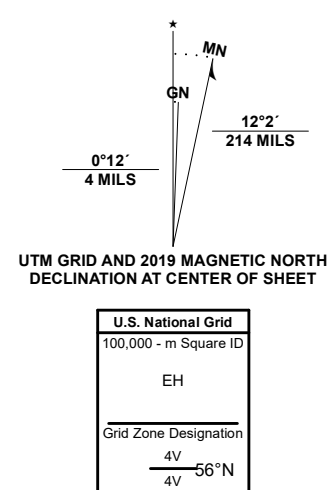 ★
MN
GN
12°2´
214 MILS
0°12´
4 MILS
UTM GRID AND 2019 MAGNETIC NORTH
DECLINATION AT CENTER OF SHEET
U.S. National Grid
100,000 - m Square ID
EH
Grid Zone Designation
4V
56°N
4V